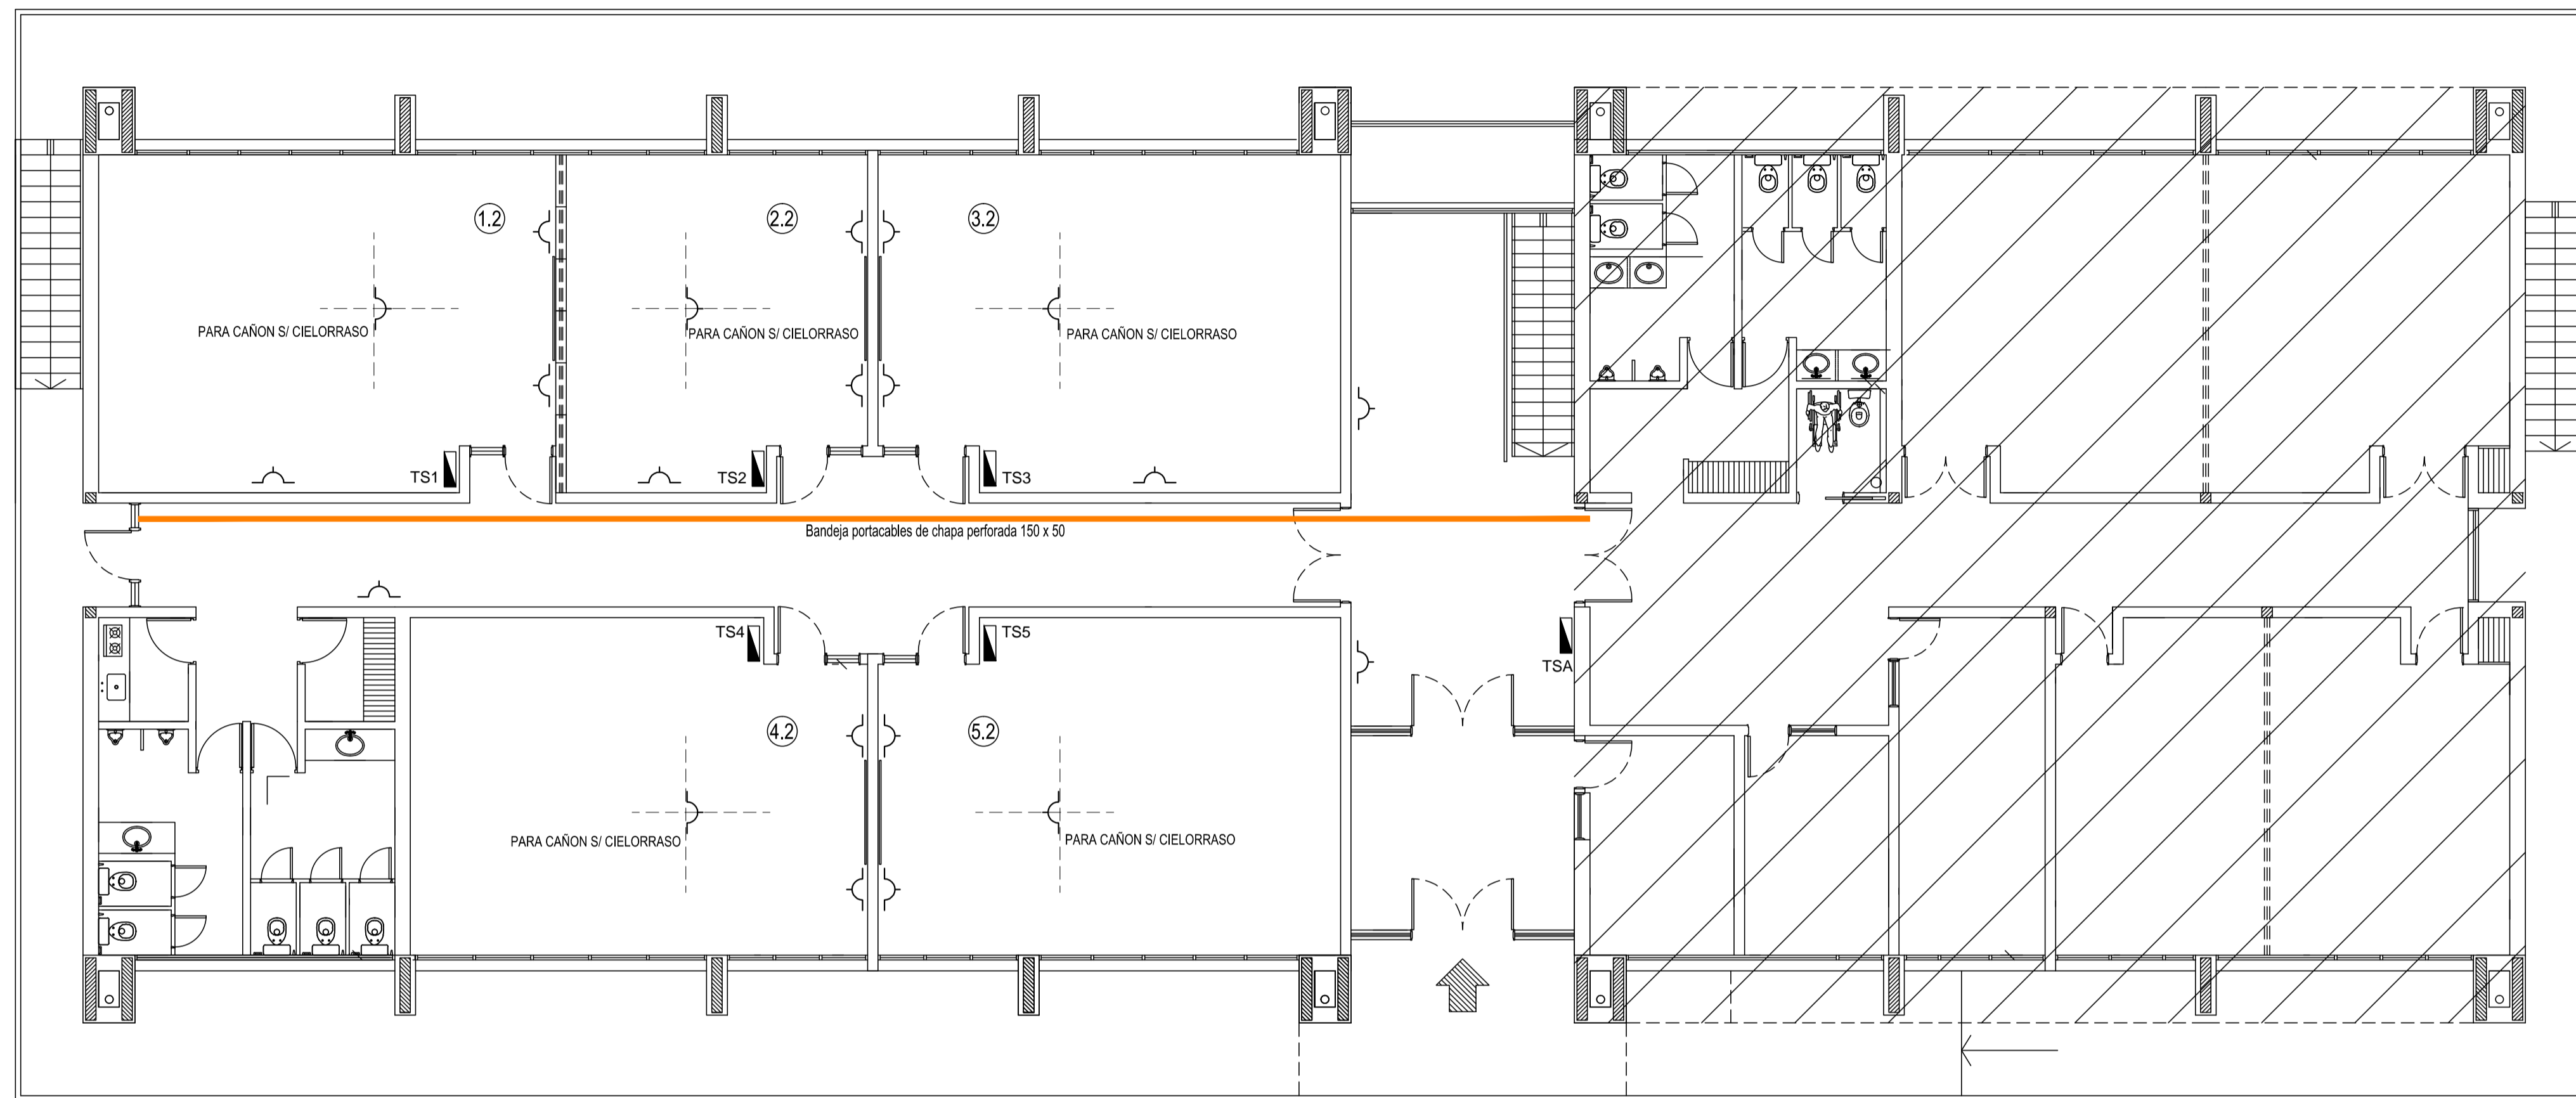 1.2
2.2
3.2
PARA CAÑON S/ CIELORRASO
PARA CAÑON S/ CIELORRASO
PARA CAÑON S/ CIELORRASO
TS1
TS2
TS3
Bandeja portacables de chapa perforada 150 x 50
TS4
TS5
TSA
4.2
5.2
PARA CAÑON S/ CIELORRASO
PARA CAÑON S/ CIELORRASO